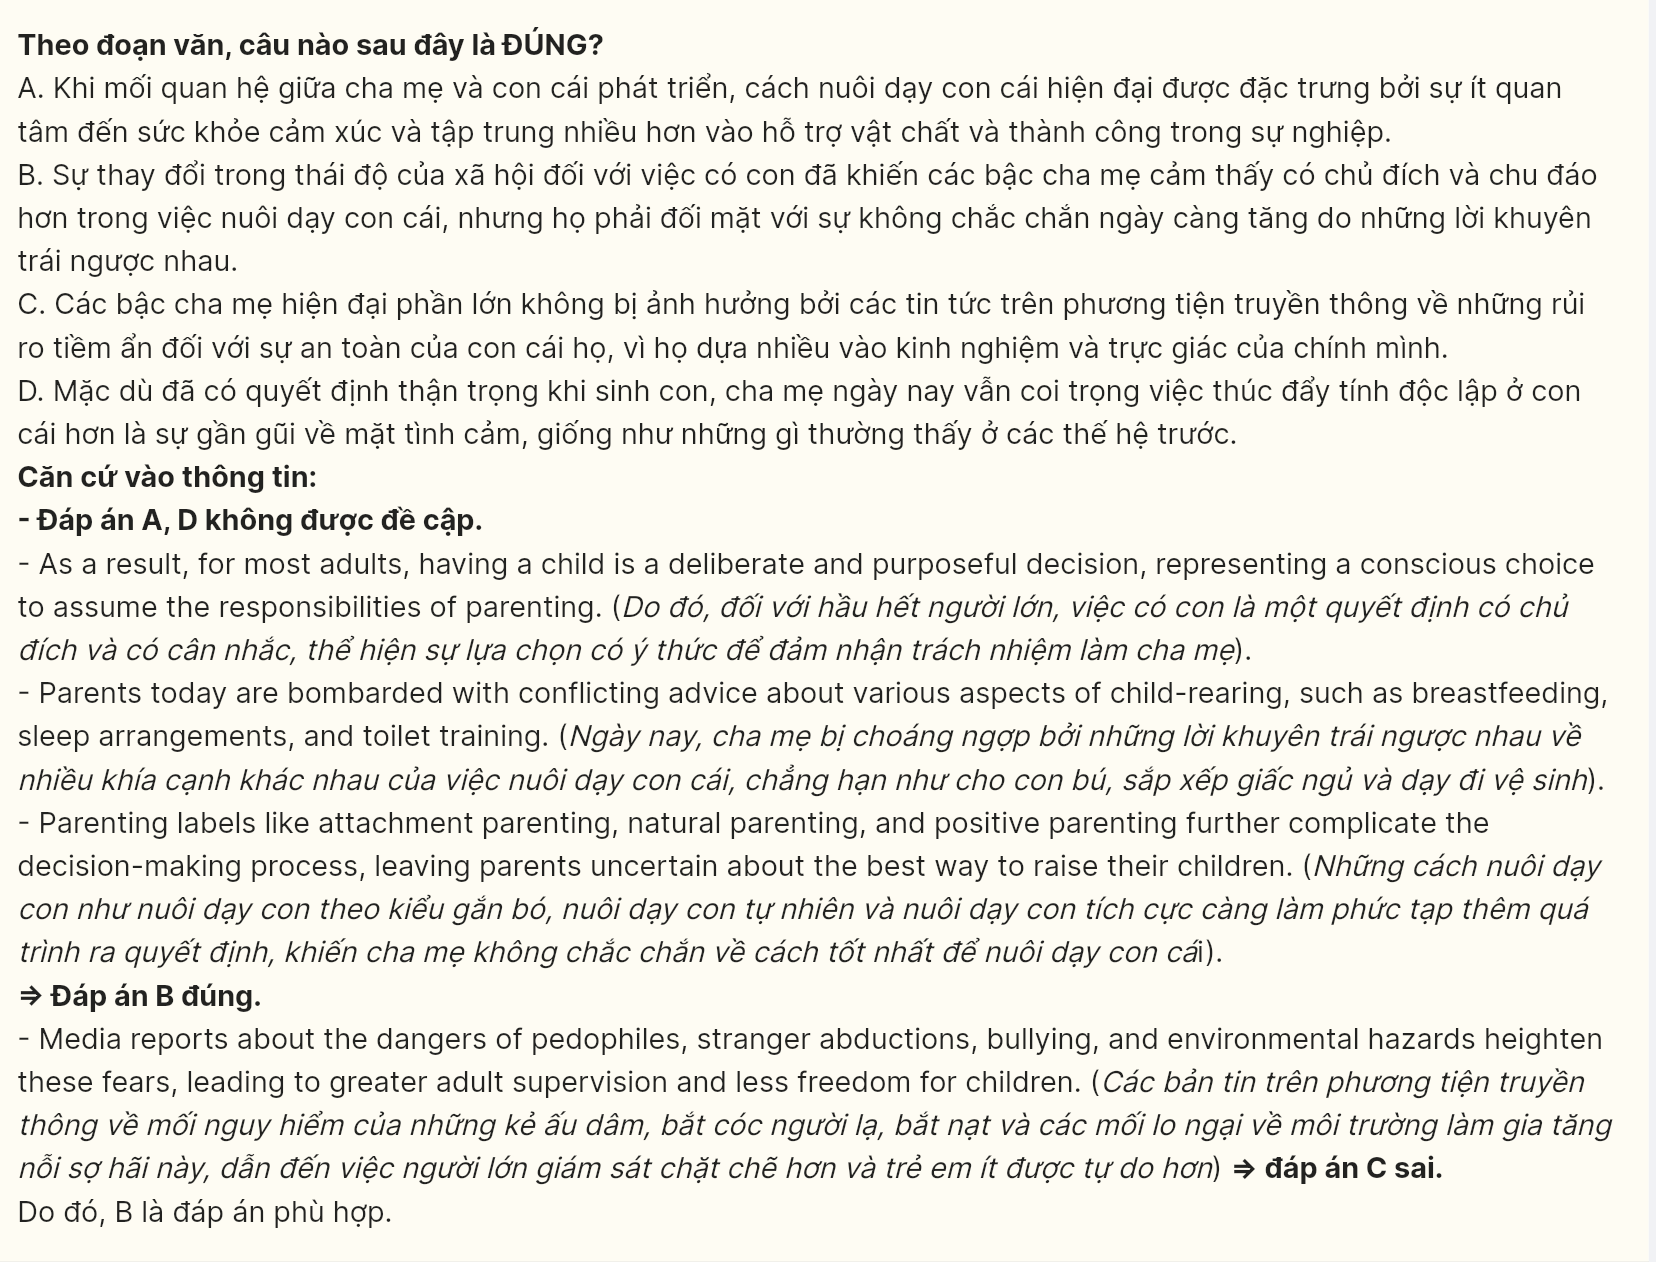 Theo đoạn văn, câu nào sau đây là ĐÚNG?
A. Khi mối quan hệ giữa cha mẹ và con cái phát triển, cách nuôi dạy con cái hiện đại được đặc trưng bởi sự ít quan
tâm đến sức khỏe cảm xúc và tập trung nhiều hơn vào hỗ trợ vật chất và thành công trong sự nghiệp.
B. Sự thay đổi trong thái độ của xã hội đối với việc có con đã khiến các bậc cha mẹ cảm thấy có chủ đích và chu đáo
hơn trong việc nuôi dạy con cái, nhưng họ phải đối mặt với sự không chắc chắn ngày càng tăng do những lời khuyên
trái ngược nhau.
C. Các bậc cha mẹ hiện đại phần lớn không bị ảnh hưởng bởi các tin tức trên phương tiện truyền thông về những rủi
ro tiềm ẩn đối với sự an toàn của con cái họ, vì họ dựa nhiều vào kinh nghiệm và trực giác của chính mình.
D. Mặc dù đã có quyết định thận trọng khi sinh con, cha mẹ ngày nay vẫn coi trọng việc thúc đẩy tính độc lập ở con
cái hơn là sự gần gũi về mặt tình cảm, giống như những gì thường thấy ở các thế hệ trước.
Căn cứ vào thông tin:
- Đáp án A, D không được đề cập.
- As a result, for most adults, having a child is a deliberate and purposeful decision, representing a conscious choice
to assume the responsibilities of parenting. (Do đó, đối với hầu hết người lớn, việc có con là một quyết định có chủ
đích và có cân nhắc, thể hiện sự lựa chọn có ý thức để đảm nhận trách nhiệm làm cha mẹ).
- Parents today are bombarded with conflicting advice about various aspects of child-rearing, such as breastfeeding,
sleep arrangements, and toilet training. (Ngày nay, cha mẹ bị choáng ngợp bởi những lời khuyên trái ngược nhau về
nhiều khía cạnh khác nhau của việc nuôi dạy con cái, chẳng hạn như cho con bú, sắp xếp giấc ngủ và dạy đi vệ sinh).
- Parenting labels like attachment parenting, natural parenting, and positive parenting further complicate the
decision-making process, leaving parents uncertain about the best way to raise their children. (Những cách nuôi dạy
con như nuôi dạy con theo kiểu gắn bó, nuôi dạy con tự nhiên và nuôi dạy con tích cực càng làm phức tạp thêm quá
trình ra quyết định, khiến cha mẹ không chắc chắn về cách tốt nhất để nuôi dạy con cái).
⇒ Đáp án B đúng.
- Media reports about the dangers of pedophiles, stranger abductions, bullying, and environmental hazards heighten
these fears, leading to greater adult supervision and less freedom for children. (Các bản tin trên phương tiện truyền
thông về mối nguy hiểm của những kẻ ấu dâm, bắt cóc người lạ, bắt nạt và các mối lo ngại về môi trường làm gia tăng
nỗi sợ hãi này, dẫn đến việc người lớn giám sát chặt chẽ hơn và trẻ em ít được tự do hơn) ⇒ đáp án C sai.
Do đó, B là đáp án phù hợp.